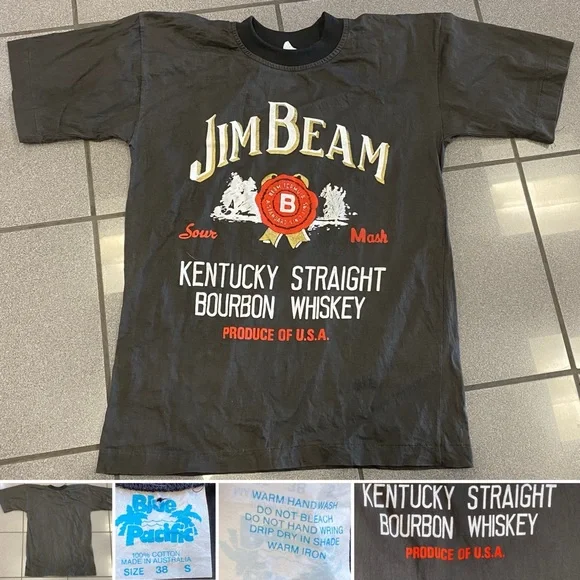 JIM BEAM
B
Sour Mash
KENTUCKY STRAIGHT
BOURBON WHISKEY
PRODUCE OF U.S.A.
Blue
Pacific
100% COTTON
MADE IN AUSTRALIA
SIZE 38 S
38
WARM HANDWASH
DO NOT BLEACH
DO NOT HAND WRING
DRIP DRY IN SHADE
WARM IRON
KENTUCKY STRAIGHT
BOURBON WHISKEY
PRODUCE OF U.S.A.